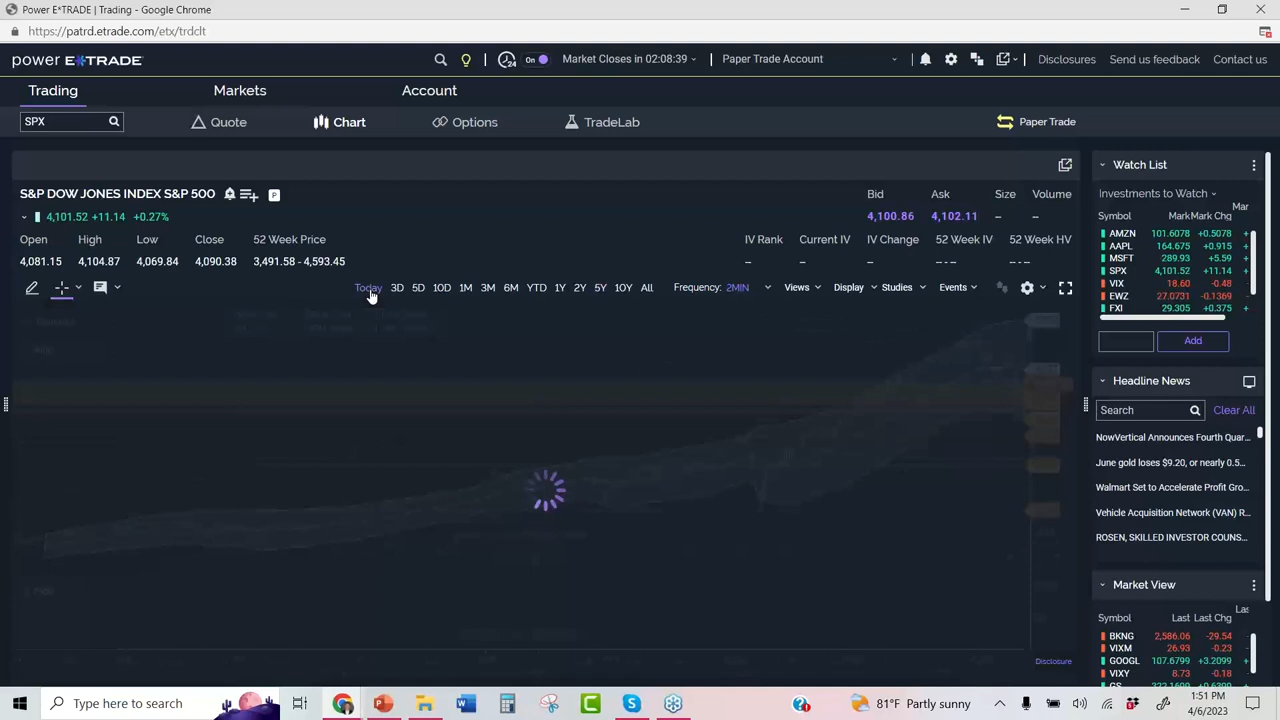 Power E*TRADE | Trading - Google Chrome
https://patrd.etrade.com/etx/trdclt
power E*TRADE
24
On
Market Closes in 02:08:39
Paper Trade Account
Disclosures
Send us feedback
Contact us
Trading
Markets
Account
SPX
Quote
Chart
Options
TradeLab
Paper Trade
S&P DOW JONES INDEX S&P 500
P
Bid Ask Size Volume
4,101.52 +11.14 +0.27%
4,100.86 4,102.11 -- --
Open High Low Close 52 Week Price
IV Rank Current IV IV Change 52 Week IV 52 Week HV
4,081.15 4,104.87 4,069.84 4,090.38 3,491.58 - 4,593.45
-- -- -- -- --
Today 3D 5D 10D 1M 3M 6M YTD 1Y 2Y 5Y 10Y All
Frequency: 2MIN
Views
Display
Studies
Events
Disclosure
Watch List
Investments to Watch
Mar
Symbol Mark Mark Chg
AMZN 101.6078 +0.5078
AAPL 164.675 +0.915
MSFT 289.93 +5.59
SPX 4,101.52 +11.14
VIX 18.60 -0.48
EWZ 27.0731 -0.1369
FXI 29.305 +0.375
Add
Headline News
Search
Clear All
NowVertical Announces Fourth Quar...
June gold loses $9.20, or nearly 0.5...
Walmart Set to Accelerate Profit Gro...
Vehicle Acquisition Network (VAN) R...
ROSEN, SKILLED INVESTOR COUNS...
Market View
Las
Symbol Last Last Chg
BKNG 2,586.06 -29.54
VIXM 26.93 -0.23
GOOGL 107.6799 +3.2099
VIXY 8.73 -0.18
Type here to search
81°F Partly sunny
1:51 PM
4/6/2023